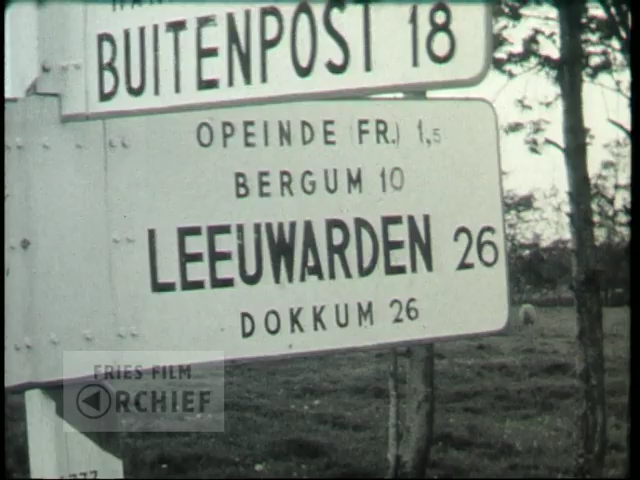 BUITENPOST 18
OPEINDE (FR.) 1,5
BERGUM 10
LEEUWARDEN 26
DOKKUM 26
FRIES FILM
ARCHIEF